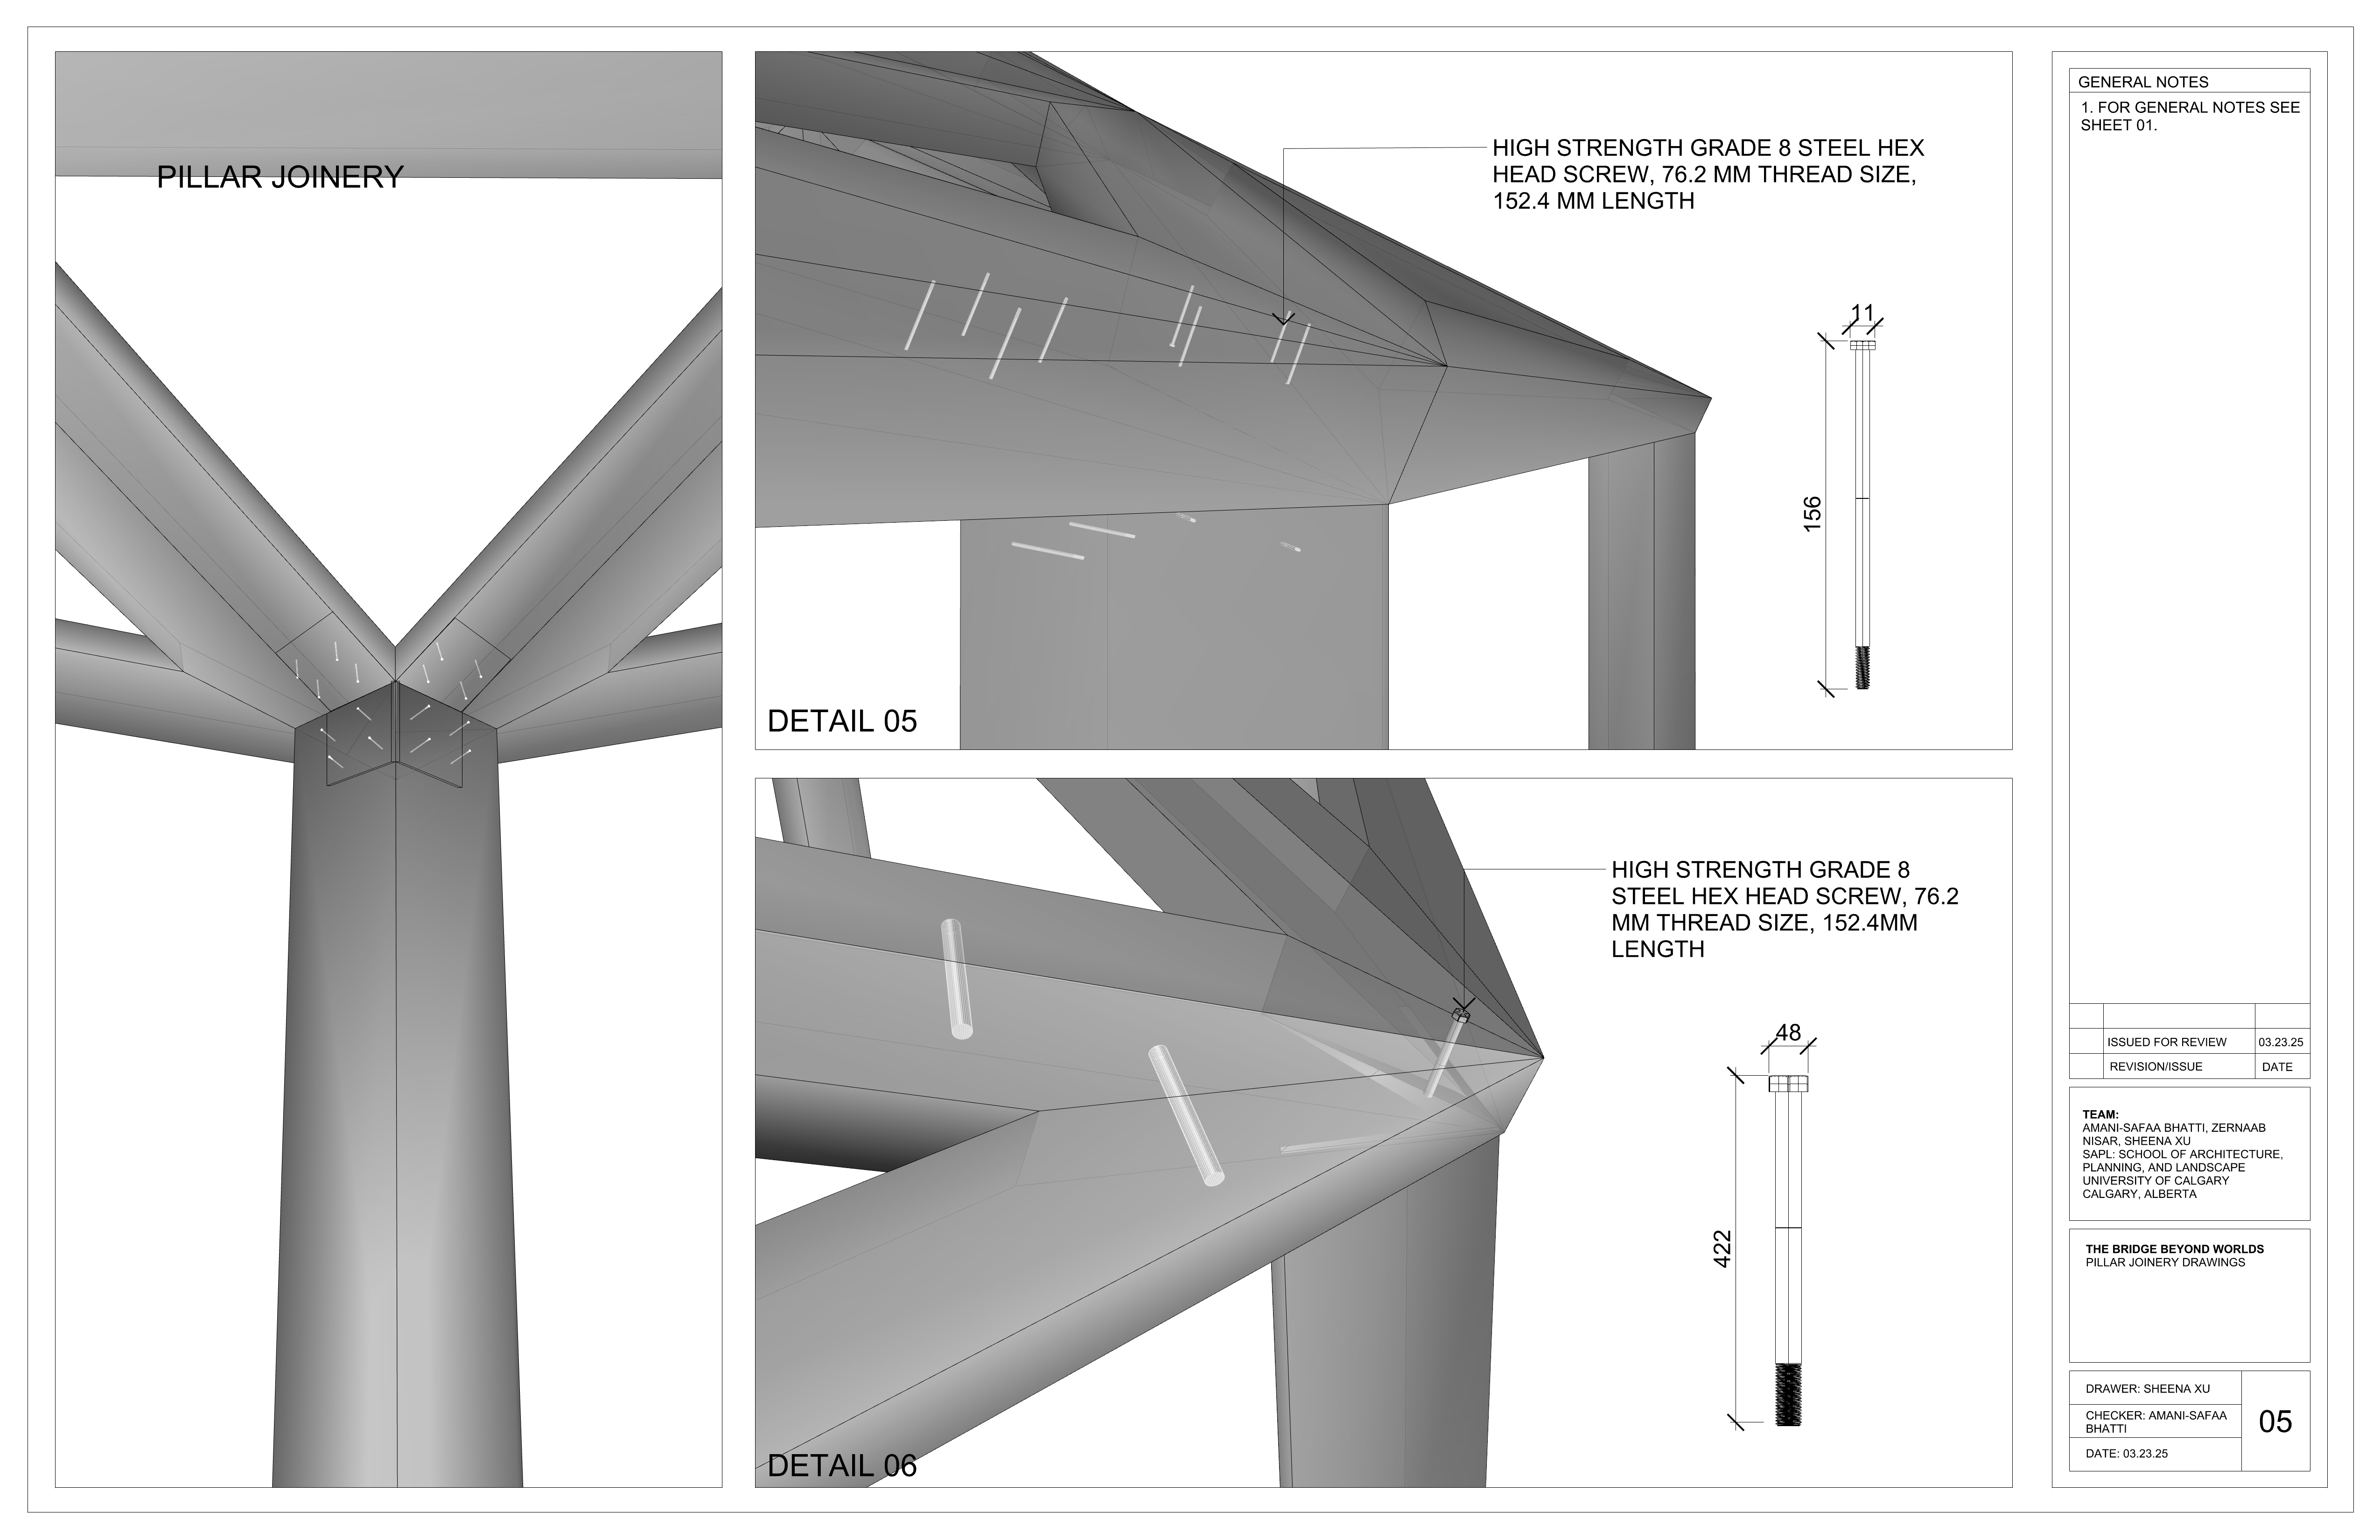 PILLAR JOINERY
HIGH STRENGTH GRADE 8 STEEL HEX
HEAD SCREW, 76.2 MM THREAD SIZE,
152.4 MM LENGTH
11
156
DETAIL 05
HIGH STRENGTH GRADE 8
STEEL HEX HEAD SCREW, 76.2
MM THREAD SIZE, 152.4MM
LENGTH
48
422
DETAIL 06
GENERAL NOTES
1. FOR GENERAL NOTES SEE
SHEET 01.
ISSUED FOR REVIEW 03.23.25
REVISION/ISSUE DATE
TEAM:
AMANI-SAFAA BHATTI, ZERNAAB
NISAR, SHEENA XU
SAPL: SCHOOL OF ARCHITECTURE,
PLANNING, AND LANDSCAPE
UNIVERSITY OF CALGARY
CALGARY, ALBERTA
THE BRIDGE BEYOND WORLDS
PILLAR JOINERY DRAWINGS
DRAWER: SHEENA XU
CHECKER: AMANI-SAFAA
BHATTI
DATE: 03.23.25
05